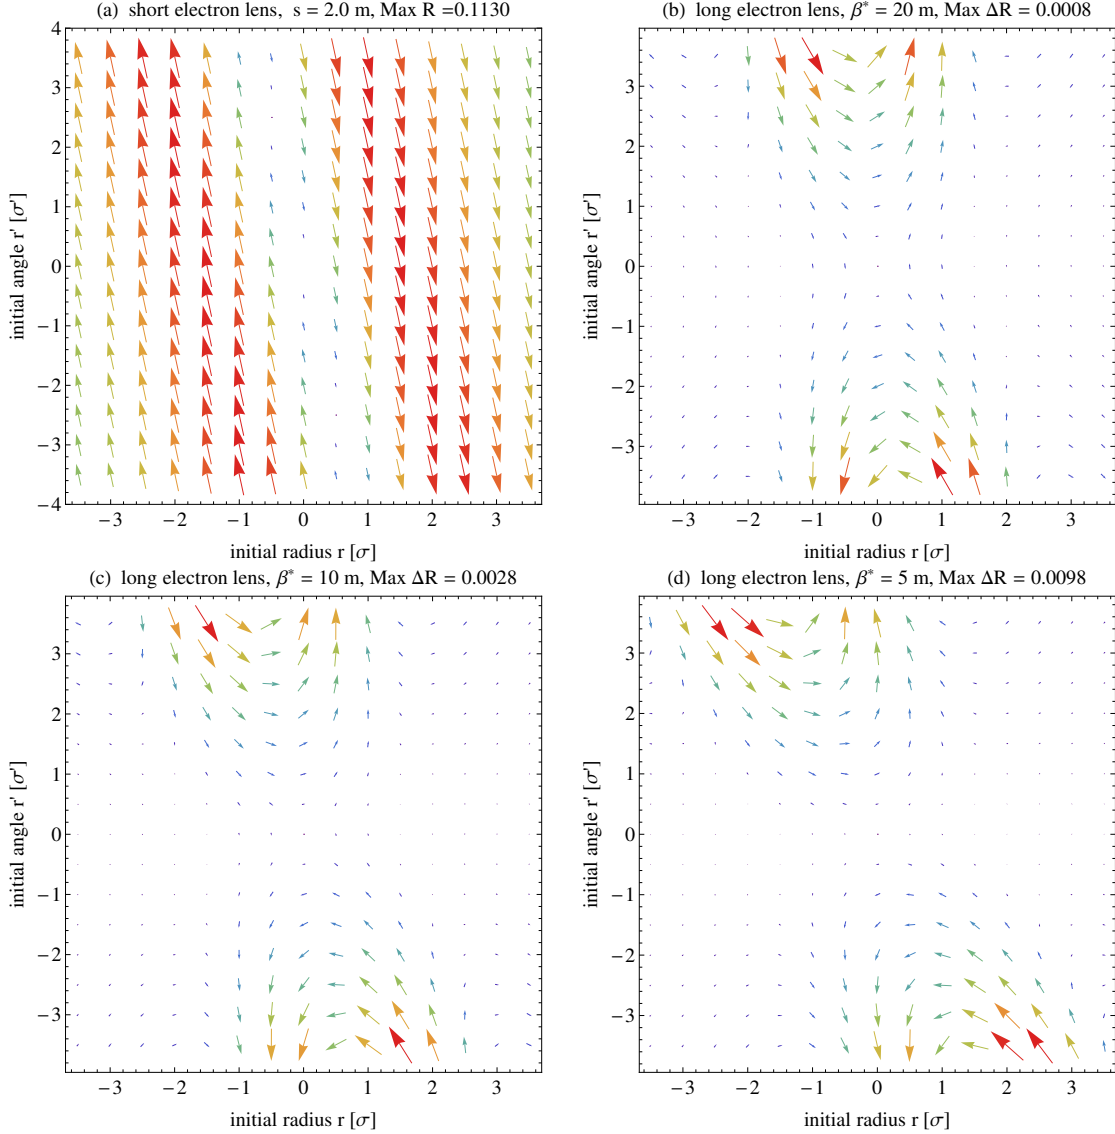 (a)  short electron lens,  s = 2.0 m, Max R =0.1130
4
3
2
1
0
−1
−2
−3
−4
initial angle r' [σ']
−3 −2 −1 0 1 2 3
initial radius r [σ]
(b)  long electron lens, β* = 20 m, Max ΔR = 0.0008
3
2
1
0
−1
−2
−3
initial angle r' [σ']
−3 −2 −1 0 1 2 3
initial radius r [σ]
(c)  long electron lens, β* = 10 m, Max ΔR = 0.0028
3
2
1
0
−1
−2
−3
initial angle r' [σ']
−3 −2 −1 0 1 2 3
initial radius r [σ]
(d)  long electron lens, β* = 5 m, Max ΔR = 0.0098
3
2
1
0
−1
−2
−3
initial angle r' [σ']
−3 −2 −1 0 1 2 3
initial radius r [σ]